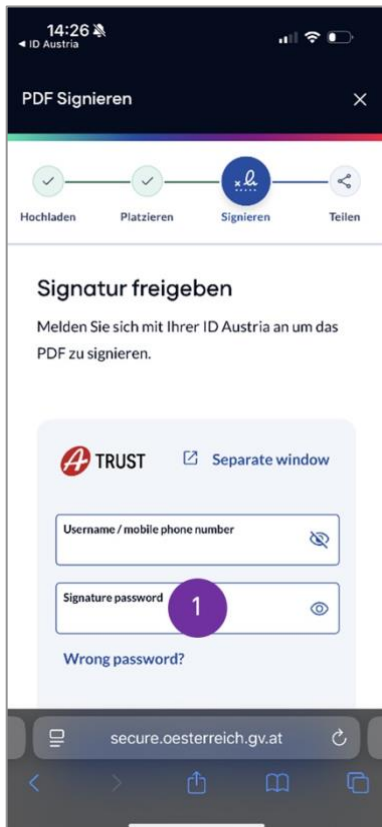 14:26
◀ ID Austria
PDF Signieren
Hochladen
Platzieren
Signieren
Teilen
Signatur freigeben
Melden Sie sich mit Ihrer ID Austria an um das
PDF zu signieren.
A TRUST
Separate window
Username / mobile phone number
Signature password
1
Wrong password?
secure.oesterreich.gv.at